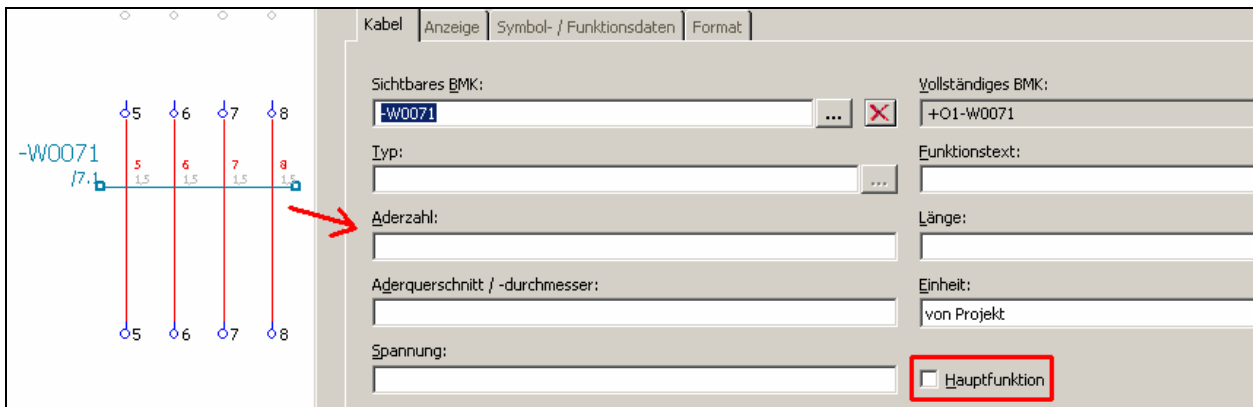 Kabel Anzeige Symbol- / Funktionsdaten Format
Sichtbares BMK: Vollständiges BMK:
-W0071 ... +O1-W0071
Typ: Funktionstext:
...
Aderzahl: Länge:
Aderquerschnitt / -durchmesser: Einheit:
von Projekt
Spannung:
Hauptfunktion
5 6 7 8
-W0071
/7.1
5 6 7 8
1,5 1,5 1,5 1,5
5 6 7 8